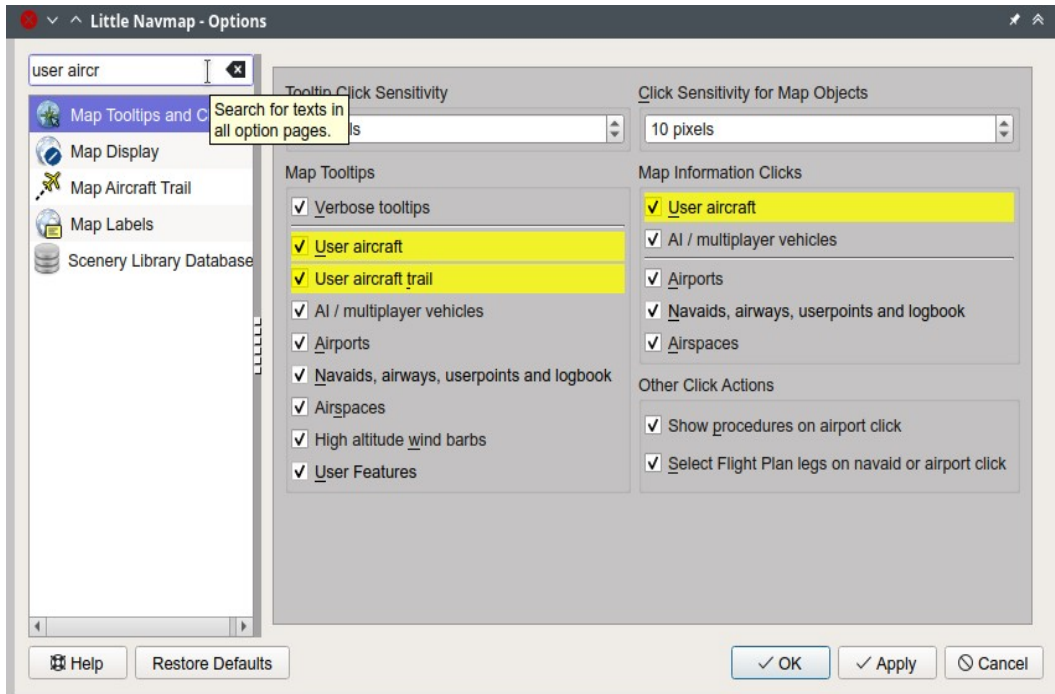 Little Navmap - Options
user aircr
Map Tooltips and C
Map Display
Map Aircraft Trail
Map Labels
Scenery Library Database
Search for texts in
all option pages.
Tooltip Click Sensitivity
Map Tooltips
Verbose tooltips
User aircraft
User aircraft trail
AI / multiplayer vehicles
Airports
Navaids, airways, userpoints and logbook
Airspaces
High altitude wind barbs
User Features
Click Sensitivity for Map Objects
10 pixels
Map Information Clicks
User aircraft
AI / multiplayer vehicles
Airports
Navaids, airways, userpoints and logbook
Airspaces
Other Click Actions
Show procedures on airport click
Select Flight Plan legs on navaid or airport click
Help
Restore Defaults
OK
Apply
Cancel